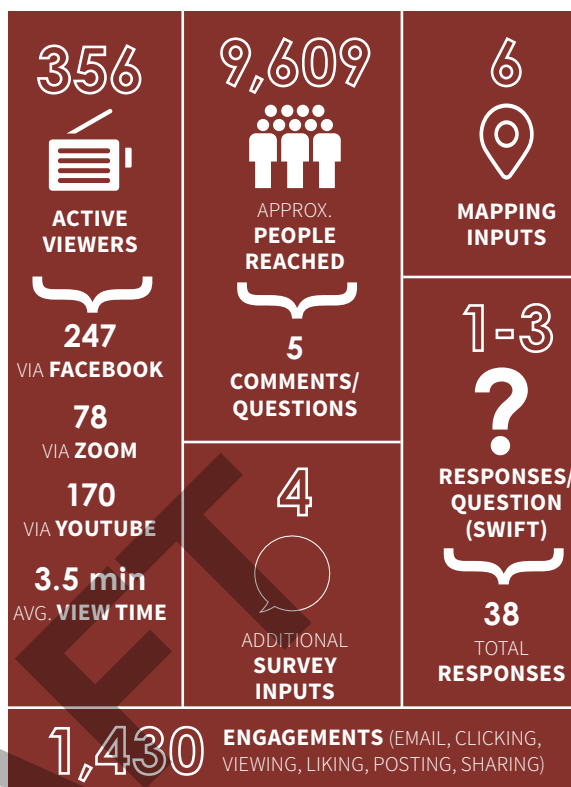 356
ACTIVE
VIEWERS
247
VIA FACEBOOK
78
VIA ZOOM
170
VIA YOUTUBE
3.5 min
AVG. VIEW TIME
9,609
APPROX.
PEOPLE
REACHED
5
COMMENTS/
QUESTIONS
4
ADDITIONAL
SURVEY
INPUTS
6
MAPPING
INPUTS
1-3
?
RESPONSES/
QUESTION
(SWIFT)
38
TOTAL
RESPONSES
1,430 ENGAGEMENTS (EMAIL, CLICKING,
VIEWING, LIKING, POSTING, SHARING)